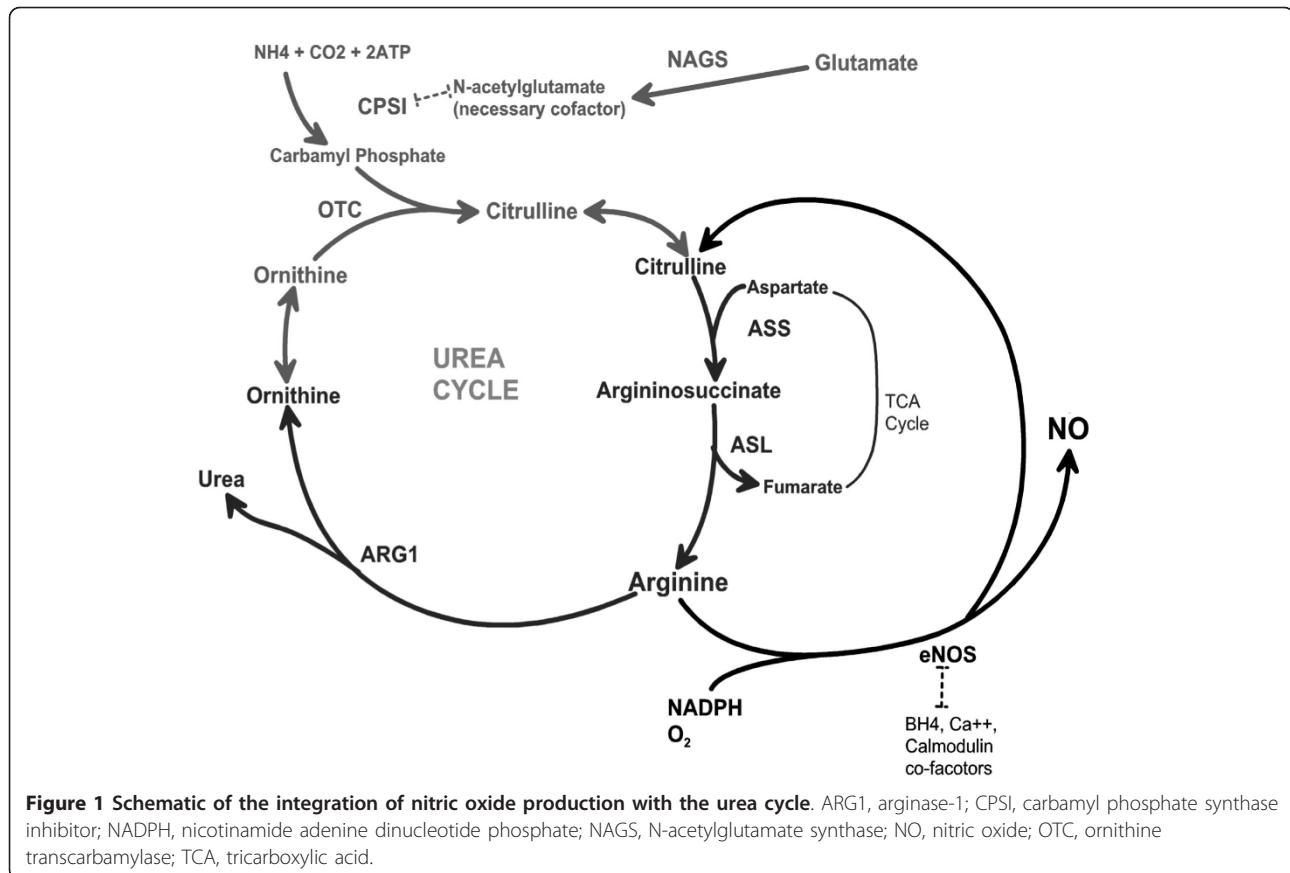 NH4 + CO2 + 2ATP
NAGS
Glutamate
CPSI
N-acetylglutamate
(necessary cofactor)
Carbamyl Phosphate
OTC
Citrulline
Citrulline
Ornithine
Aspartate
ASS
UREA
CYCLE
Ornithine
Argininosuccinate
TCA
Cycle
NO
ASL
Urea
Fumarate
ARG1
Arginine
eNOS
NADPH
O₂
BH4, Ca++,
Calmodulin
co-facotors
Figure 1 Schematic of the integration of nitric oxide production with the urea cycle. ARG1, arginase-1; CPSI, carbamyl phosphate synthase
inhibitor; NADPH, nicotinamide adenine dinucleotide phosphate; NAGS, N-acetylglutamate synthase; NO, nitric oxide; OTC, ornithine
transcarbamylase; TCA, tricarboxylic acid.